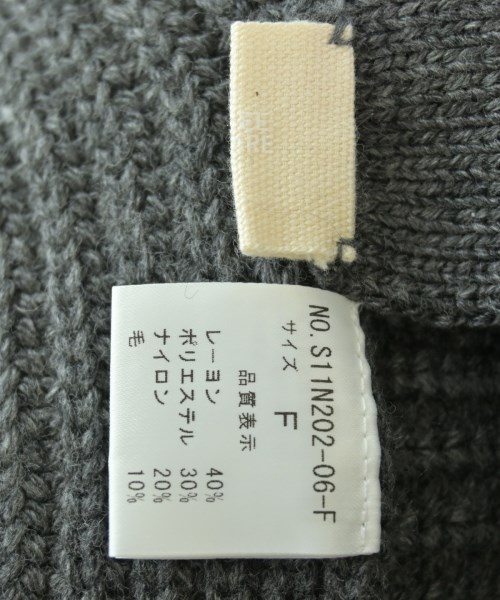 NO.S11N202-06-F
サイズ F
品質表示
レーヨン 40%
ポリエステル 30%
ナイロン 20%
毛 10%